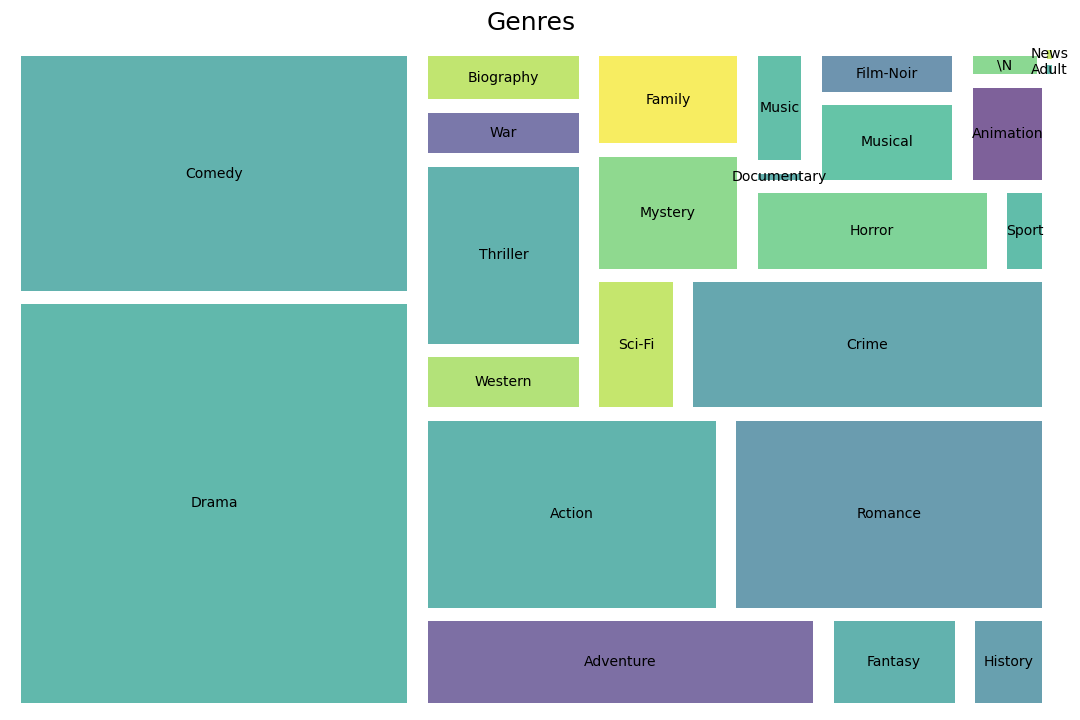 Genres
Comedy
Drama
Biography
War
Thriller
Western
Family
Mystery
Music
Documentary
Film-Noir
Musical
\N
News
Adult
Animation
Horror
Sport
Sci-Fi
Crime
Action
Romance
Adventure
Fantasy
History